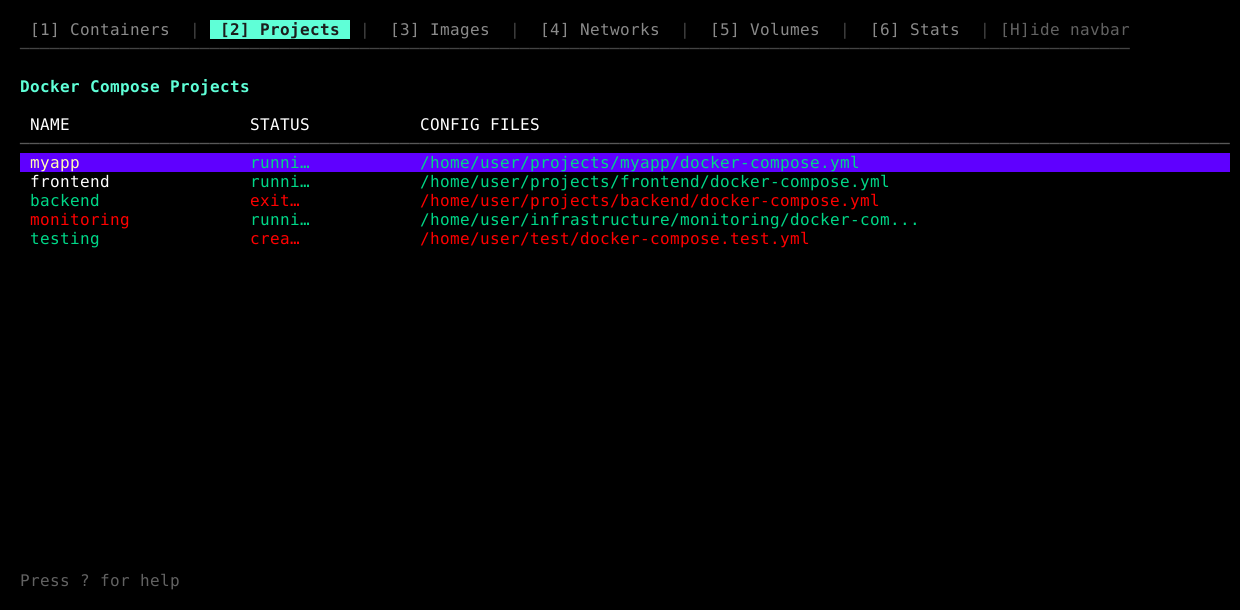 [1] Containers | [2] Projects | [3] Images | [4] Networks | [5] Volumes | [6] Stats | [H]ide navbar
Docker Compose Projects
NAME STATUS CONFIG FILES
myapp runni… /home/user/projects/myapp/docker-compose.yml
frontend runni… /home/user/projects/frontend/docker-compose.yml
backend exit… /home/user/projects/backend/docker-compose.yml
monitoring runni… /home/user/infrastructure/monitoring/docker-com...
testing crea… /home/user/test/docker-compose.test.yml
Press ? for help